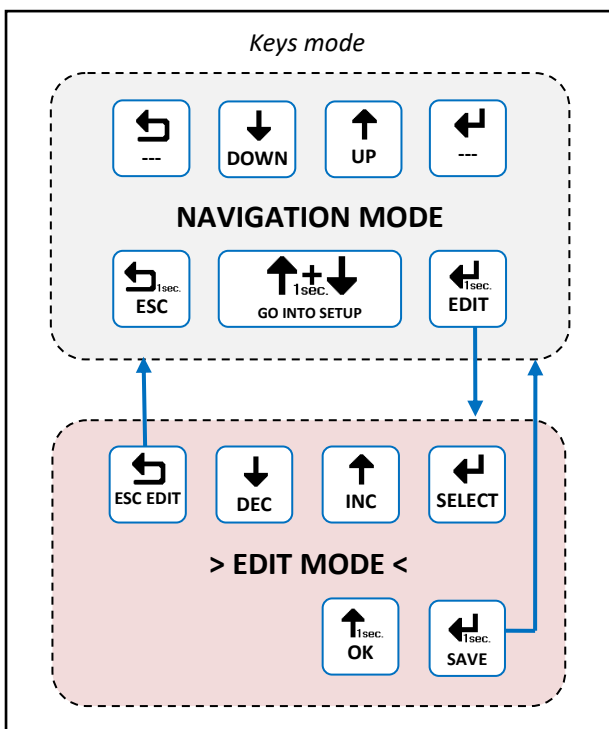 Keys mode
---
DOWN
UP
---
NAVIGATION MODE
1sec.
ESC
+
1sec.
GO INTO SETUP
1sec.
EDIT
ESC EDIT
DEC
INC
SELECT
> EDIT MODE <
1sec.
OK
1sec.
SAVE